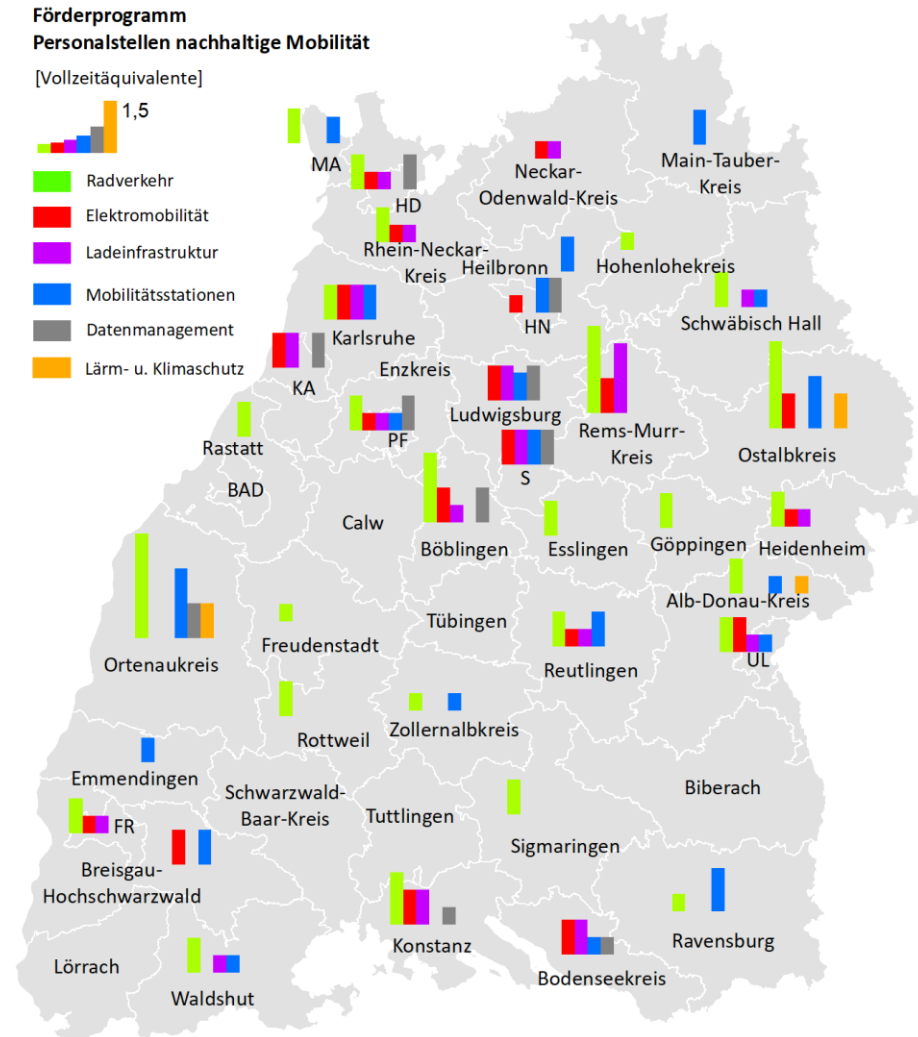 Förderprogramm
Personalstellen nachhaltige Mobilität
[Vollzeitäquivalente]
1,5
Radverkehr
Elektromobilität
Ladeinfrastruktur
Mobilitätsstationen
Datenmanagement
Lärm- u. Klimaschutz
MA
HD
Neckar-
Odenwald-Kreis
Main-Tauber-
Kreis
Rhein-Neckar-
Kreis
Heilbronn
Hohenlohekreis
HN
Schwäbisch Hall
Karlsruhe
KA
Enzkreis
Ludwigsburg
PF
Rems-Murr-
Kreis
Ostalbkreis
Rastatt
S
BAD
Calw
Böblingen
Esslingen
Göppingen
Heidenheim
Alb-Donau-Kreis
Tübingen
Freudenstadt
Ortenaukreis
Reutlingen
UL
Rottweil
Zollernalbkreis
Emmendingen
Schwarzwald-
Baar-Kreis
Tuttlingen
Biberach
FR
Sigmaringen
Breisgau-
Hochschwarzwald
Konstanz
Ravensburg
Bodenseekreis
Lörrach
Waldshut